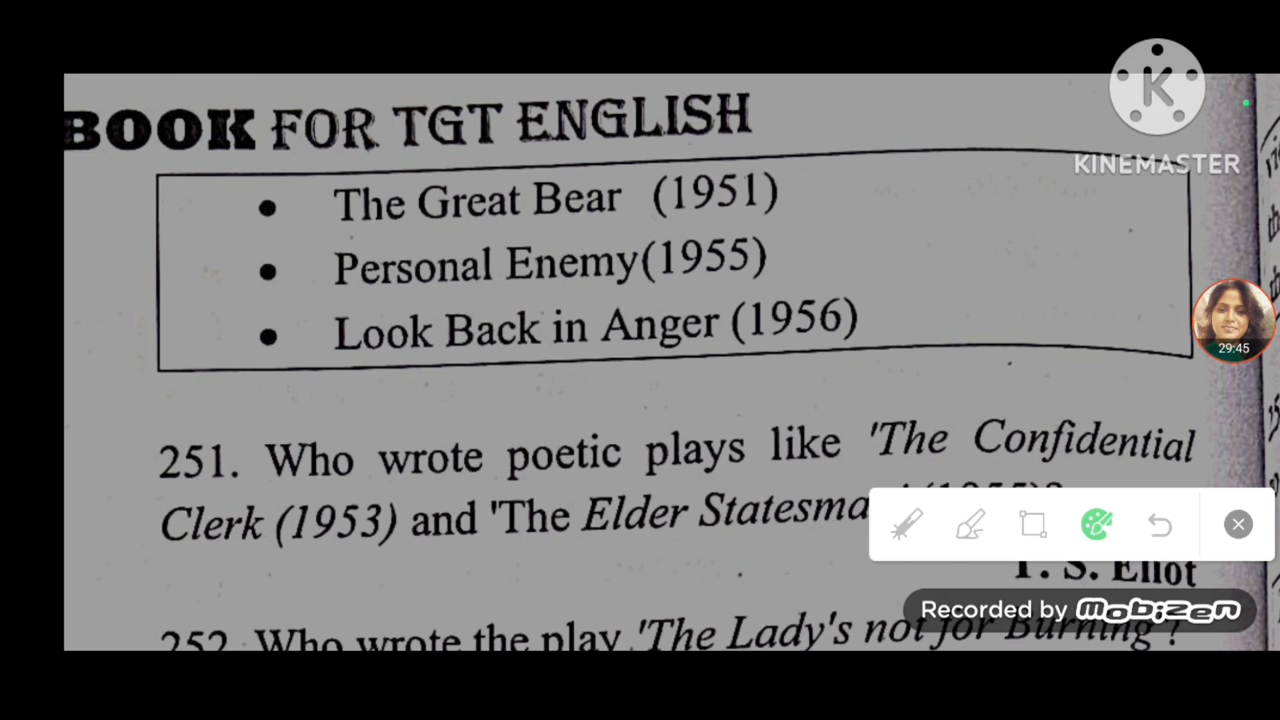 BOOK FOR TGT ENGLISH
KINEMASTER
• The Great Bear (1951)
• Personal Enemy(1955)
• Look Back in Anger (1956)
29:45
251. Who wrote poetic plays like 'The Confidential
Clerk (1953) and 'The Elder Statesma
T. S. Eliot
Recorded by mobizen
252. Who wrote the play 'The Lady's not for Burning'?